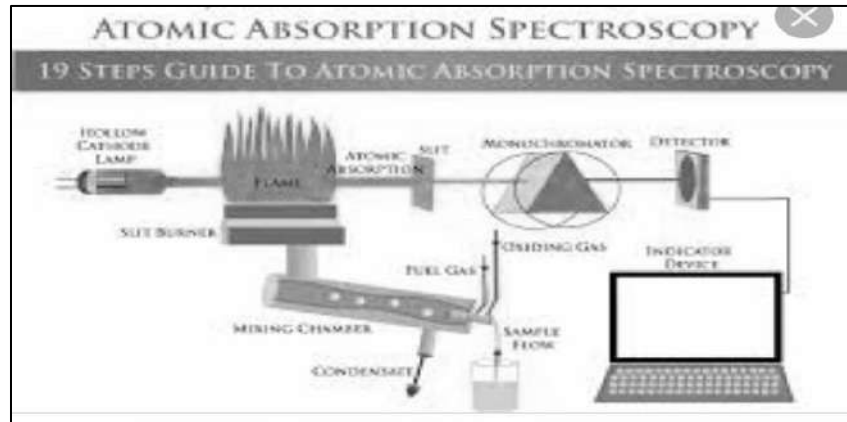 ATOMIC ABSORPTION SPECTROSCOPY
19 STEPS GUIDE TO ATOMIC ABSORPTION SPECTROSCOPY
HOLLOW
CATHODE
LAMP
FLAME
ATOMIC
ABSORPTION
SLIT
MONOCHROMATOR
DETECTOR
SLIT BURNER
OXIDING GAS
FUEL GAS
INDICATOR
DEVICE
MIXING CHAMBER
SAMPLE
FLOW
CONDENSATE